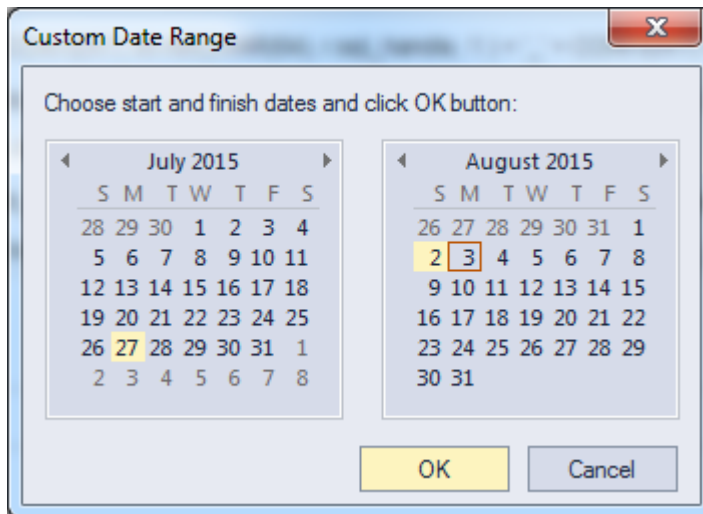 Custom Date Range
Choose start and finish dates and click OK button:
July 2015
S M T W T F S
28 29 30 1 2 3 4
5 6 7 8 9 10 11
12 13 14 15 16 17 18
19 20 21 22 23 24 25
26 27 28 29 30 31 1
2 3 4 5 6 7 8
August 2015
S M T W T F S
26 27 28 29 30 31 1
2 3 4 5 6 7 8
9 10 11 12 13 14 15
16 17 18 19 20 21 22
23 24 25 26 27 28 29
30 31
OK
Cancel